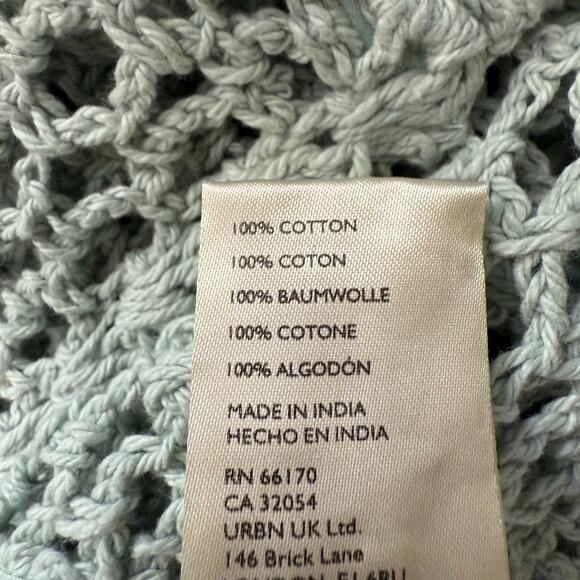 100% COTTON
100% COTON
100% BAUMWOLLE
100% COTONE
100% ALGODÓN
MADE IN INDIA
HECHO EN INDIA
RN 66170
CA 32054
URBN UK Ltd.
146 Brick Lane
LONDON